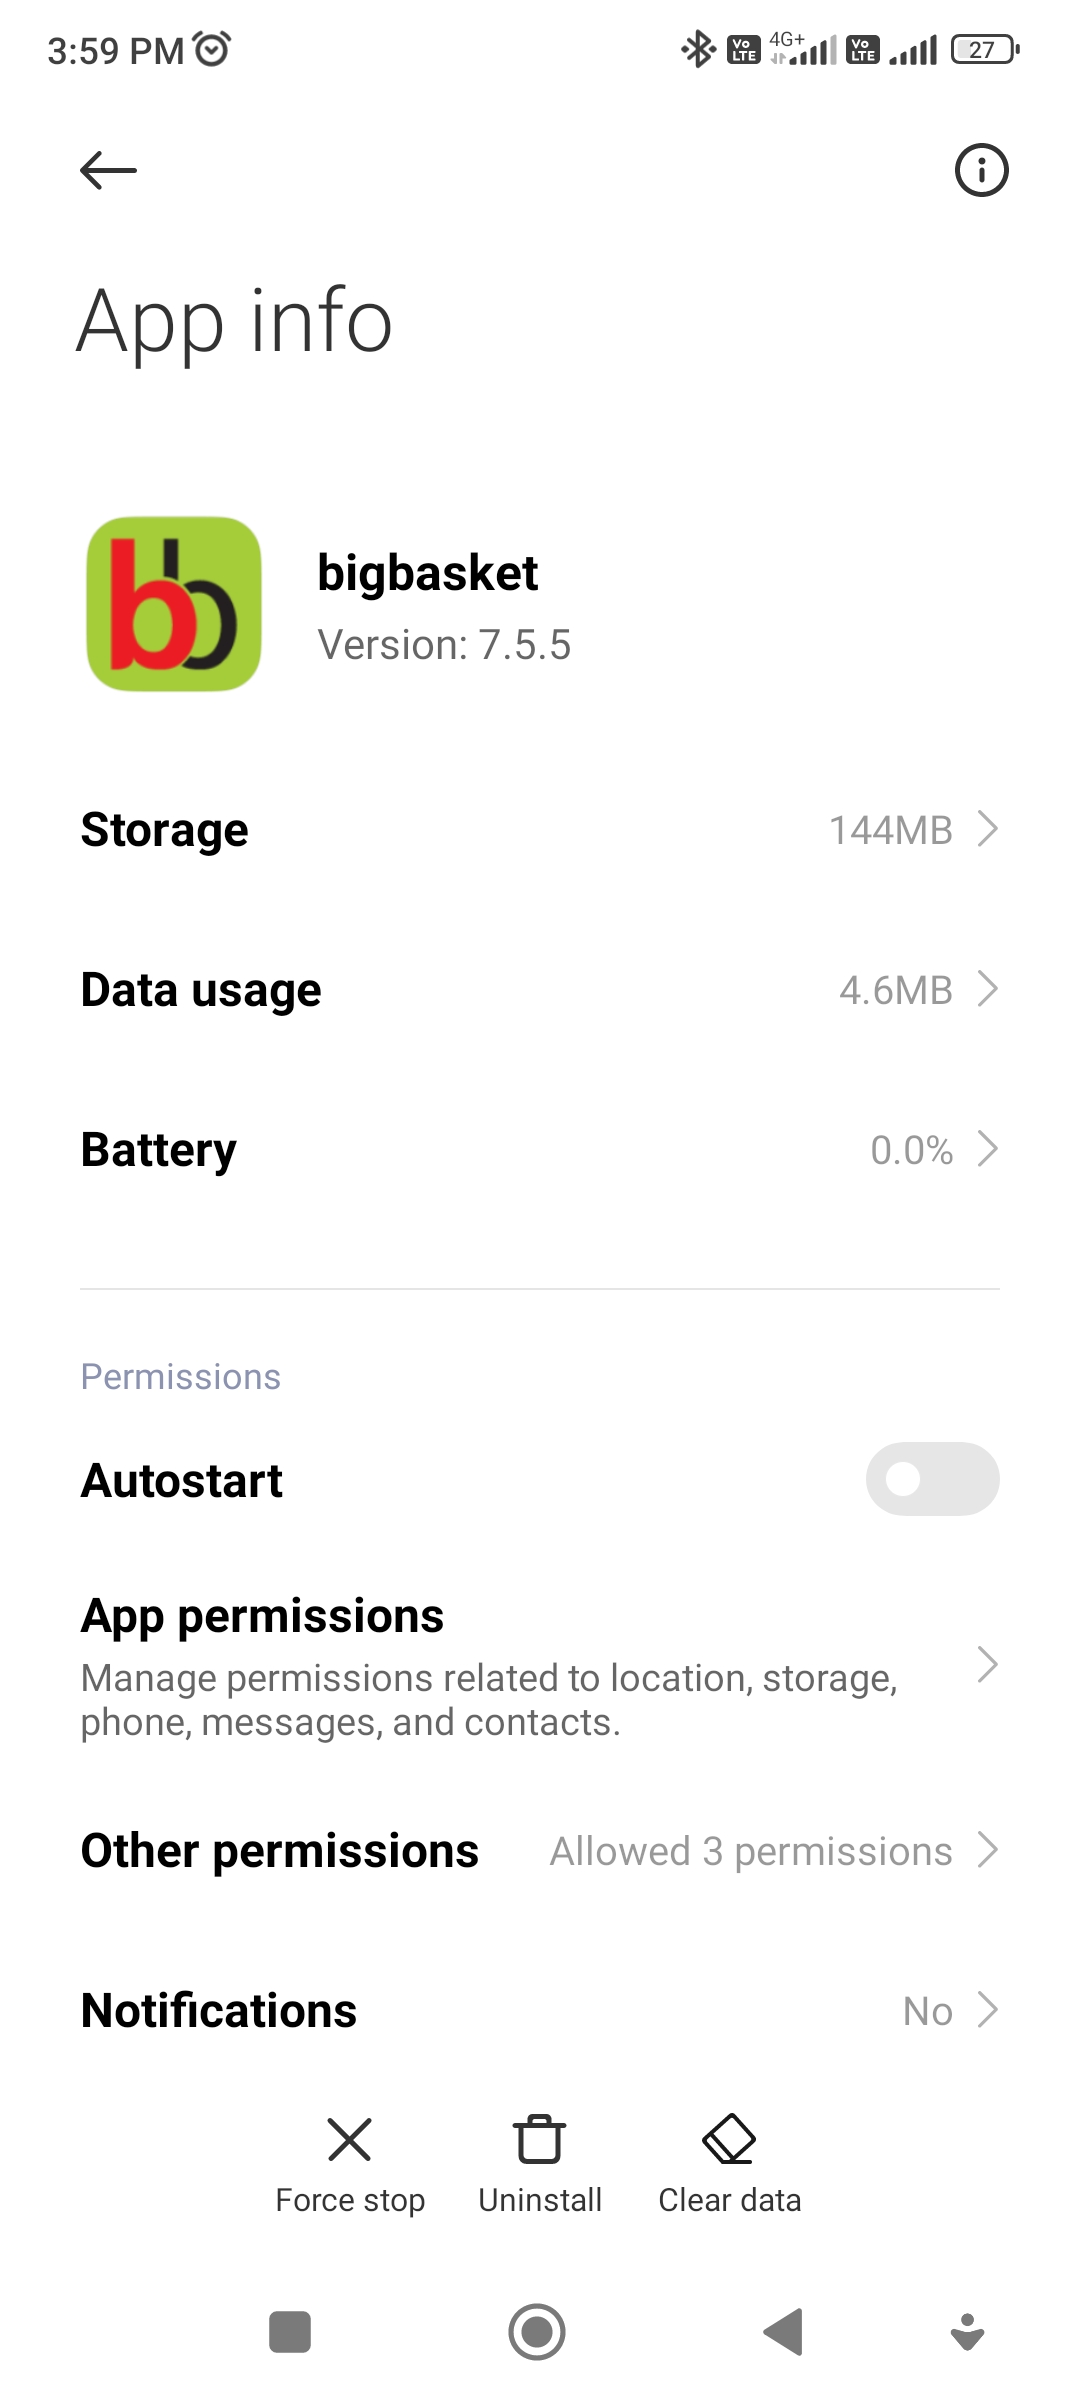 3:59 PM
Vo LTE 4G+ Vo LTE 27
App info
bb
bigbasket
Version: 7.5.5
Storage 144MB
Data usage 4.6MB
Battery 0.0%
Permissions
Autostart
App permissions
Manage permissions related to location, storage,
phone, messages, and contacts.
Other permissions Allowed 3 permissions
Notifications No
Force stop Uninstall Clear data